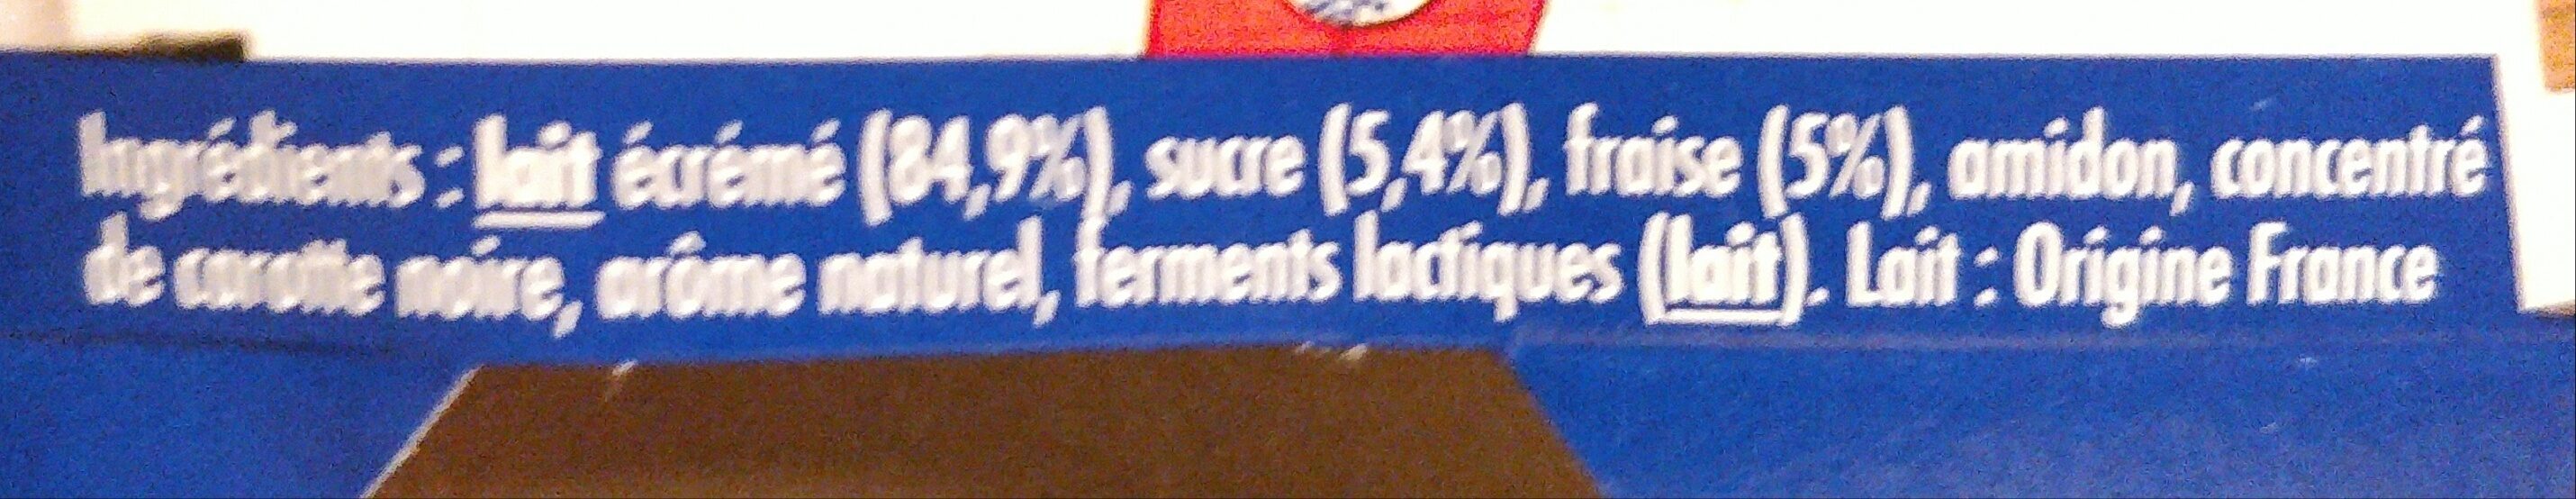 Ingrédients : lait écrémé (84,9%), sucre (5,4%), fraise (5%), amidon, concentré
de carotte noire, arôme naturel, ferments lactiques (lait). Lait : Origine France